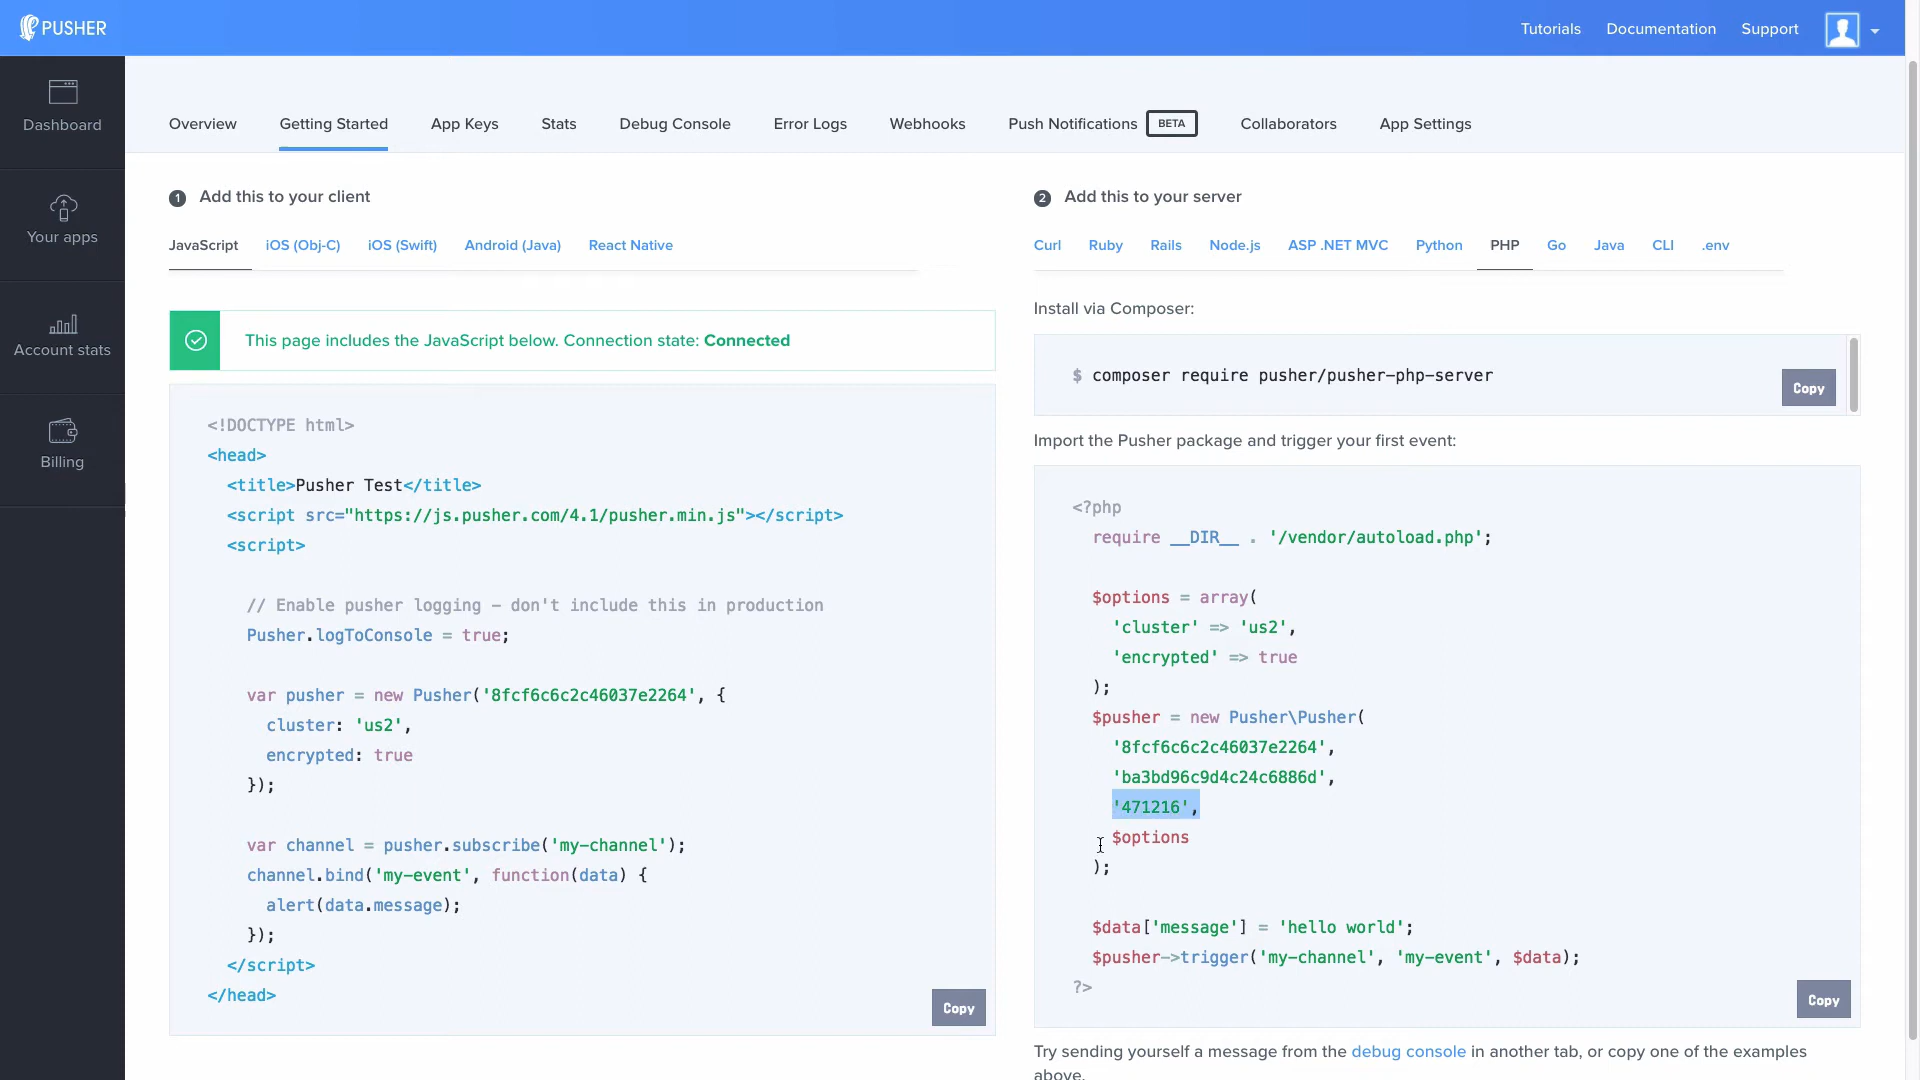 PUSHER
Tutorials
Documentation
Support
Dashboard
Your apps
Account stats
Billing
Overview
Getting Started
App Keys
Stats
Debug Console
Error Logs
Webhooks
Push Notifications BETA
Collaborators
App Settings
1 Add this to your client
JavaScript
iOS (Obj-C)
iOS (Swift)
Android (Java)
React Native
This page includes the JavaScript below. Connection state: Connected
<!DOCTYPE html>
<head>
  <title>Pusher Test</title>
  <script src="https://js.pusher.com/4.1/pusher.min.js"></script>
  <script>
    // Enable pusher logging - don't include this in production
    Pusher.logToConsole = true;
    var pusher = new Pusher('8fcf6c6c2c46037e2264', {
      cluster: 'us2',
      encrypted: true
    });
    var channel = pusher.subscribe('my-channel');
    channel.bind('my-event', function(data) {
      alert(data.message);
    });
  </script>
</head>
Copy
2 Add this to your server
Curl
Ruby
Rails
Node.js
ASP .NET MVC
Python
PHP
Go
Java
CLI
.env
Install via Composer:
$ composer require pusher/pusher-php-server
Copy
Import the Pusher package and trigger your first event:
<?php
  require __DIR__ . '/vendor/autoload.php';
  $options = array(
    'cluster' => 'us2',
    'encrypted' => true
  );
  $pusher = new Pusher\Pusher(
    '8fcf6c6c2c46037e2264',
    'ba3bd96c9d4c24c6886d',
    '471216',
    $options
  );
  $data['message'] = 'hello world';
  $pusher->trigger('my-channel', 'my-event', $data);
?>
Copy
Try sending yourself a message from the debug console in another tab, or copy one of the examples
above.